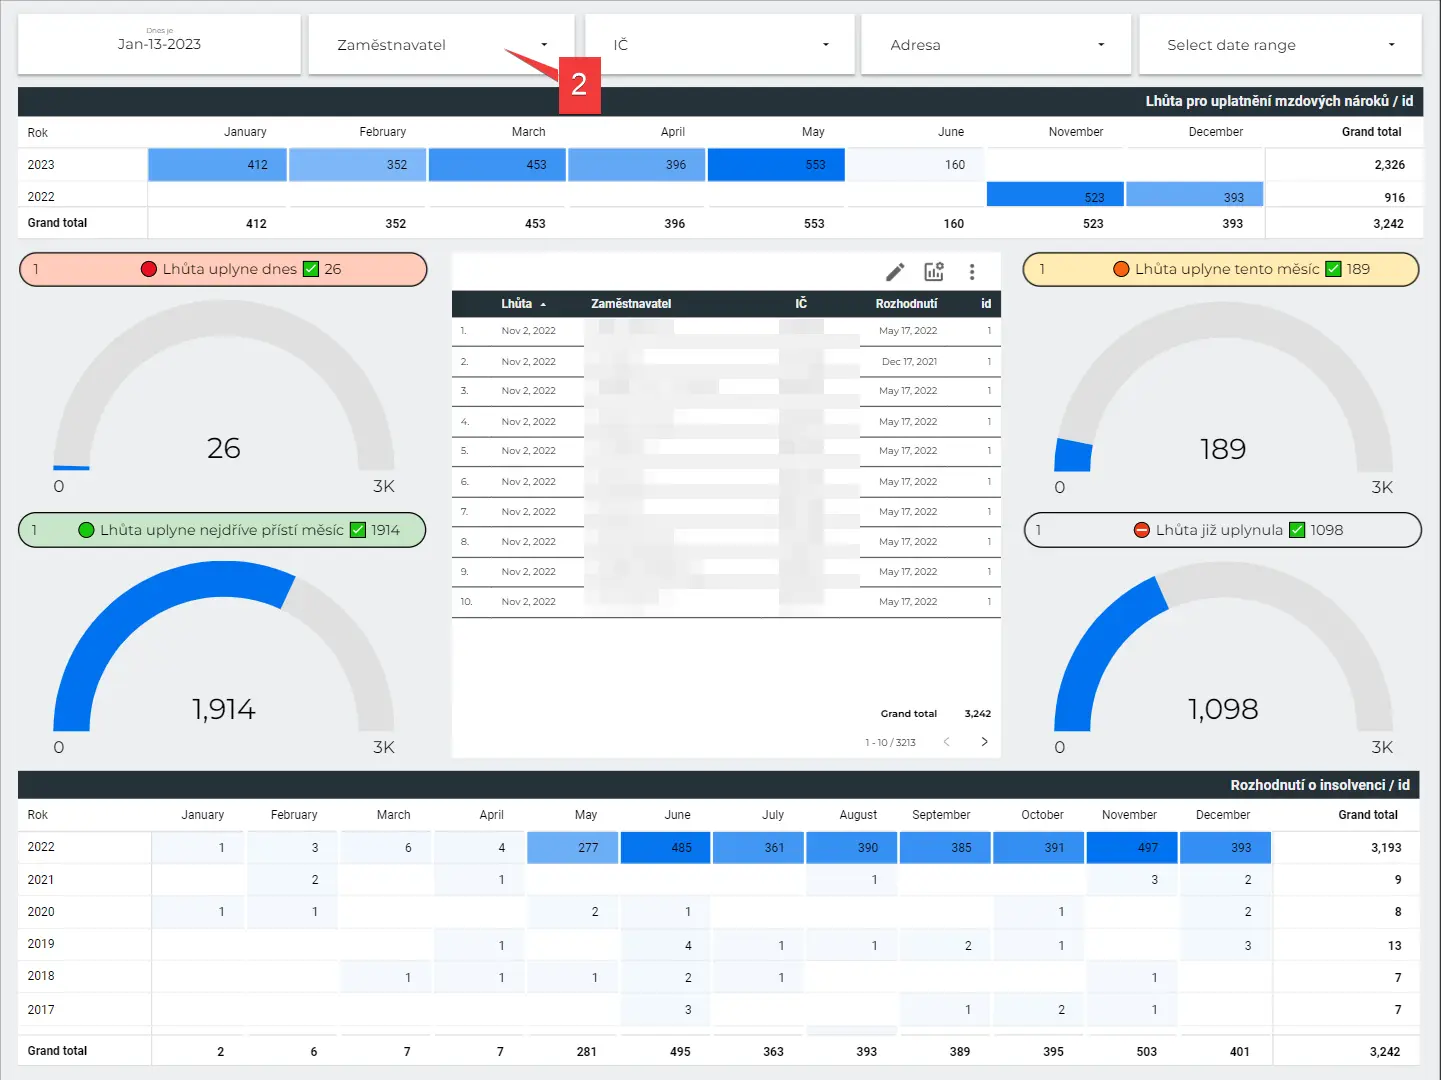 Dnes je
Jan-13-2023
Zaměstnavatel
IČ
Adresa
Select date range
2
Lhůta pro uplatnění mzdových nároků / id
Rok January February March April May June November December Grand total
2023 412 352 453 396 553 160 2,326
2022 523 393 916
Grand total 412 352 453 396 553 160 523 393 3,242
1 Lhůta uplyne dnes ✅ 26
26
0 3K
1 Lhůta uplyne nejdříve přístí měsíc ✅ 1914
1,914
0 3K
Lhůta Zaměstnavatel IČ Rozhodnutí id
1. Nov 2, 2022 May 17, 2022 1
2. Nov 2, 2022 Dec 17, 2021 1
3. Nov 2, 2022 May 17, 2022 1
4. Nov 2, 2022 May 17, 2022 1
5. Nov 2, 2022 May 17, 2022 1
6. Nov 2, 2022 May 17, 2022 1
7. Nov 2, 2022 May 17, 2022 1
8. Nov 2, 2022 May 17, 2022 1
9. Nov 2, 2022 May 17, 2022 1
10. Nov 2, 2022 May 17, 2022 1
Grand total 3,242
1 - 10 / 3213 < >
1 Lhůta uplyne tento měsíc ✅ 189
189
0 3K
1 Lhůta již uplynula ✅ 1098
1,098
0 3K
Rozhodnutí o insolvenci / id
Rok January February March April May June July August September October November December Grand total
2022 1 3 6 4 277 485 361 390 385 391 497 393 3,193
2021 2 1 1 3 2 9
2020 1 1 2 1 1 2 8
2019 1 4 1 1 2 1 3 13
2018 1 1 1 2 1 1 7
2017 3 1 2 1 7
Grand total 2 6 7 7 281 495 363 393 389 395 503 401 3,242